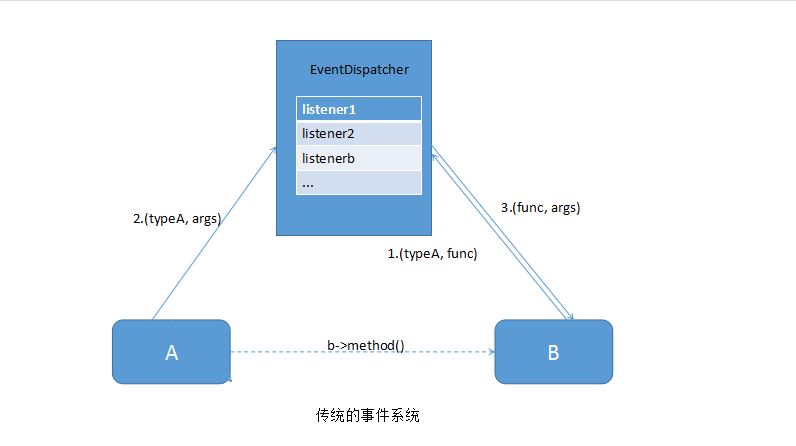 EventDispatcher
listener1
listener2
listenerb
...
2.(typeA, args)
3.(func, args)
1.(typeA, func)
A
b->method()
B
传统的事件系统